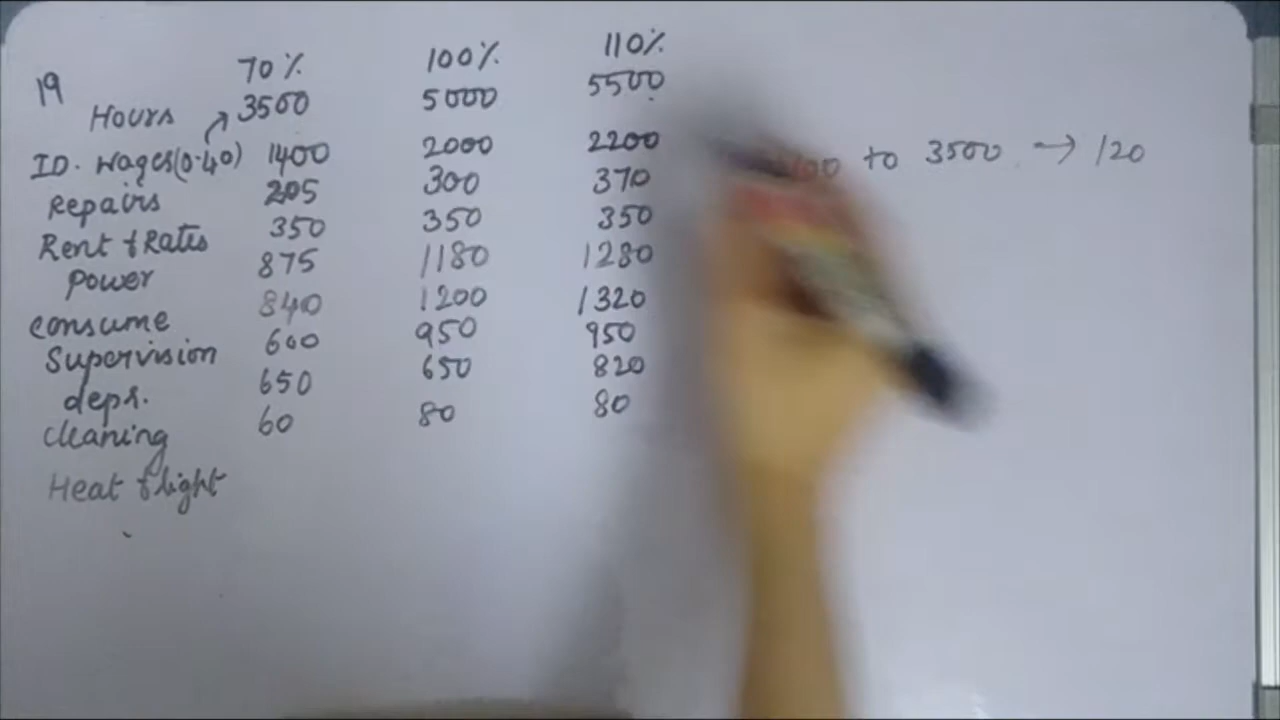 70% 100% 110%
19
Hours 3500 5000 5500
ID. wages(0.40) 1400 2000 2200
Repairs 205 300 370
Rent & Rates 350 350 350
Power 875 1180 1280
consume 840 1200 1320
Supervision 600 950 950
depr. 650 650 820
cleaning 60 80 80
Heat & light
to 3500 → 120